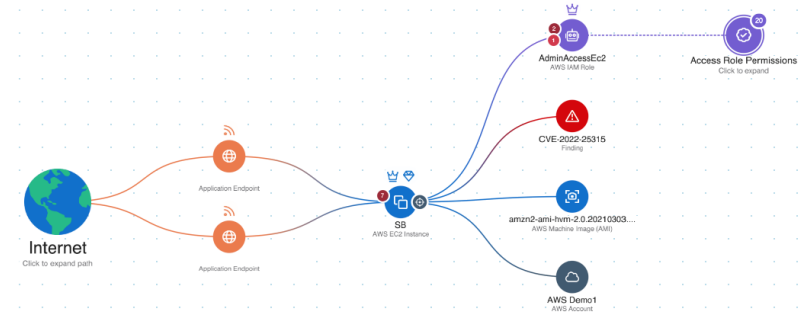 20
2
1
AdminAccessEc2
AWS IAM Role
Access Role Permissions
Click to expand
CVE-2022-25315
Finding
Application Endpoint
7
SB
AWS EC2 Instance
amzn2-ami-hvm-2.0.20210303....
AWS Machine Image (AMI)
Internet
Click to expand path
Application Endpoint
AWS Demo1
AWS Account